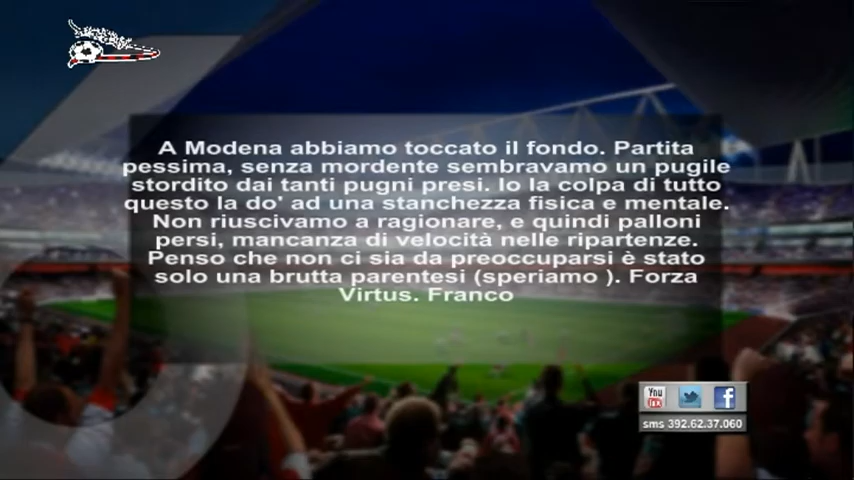 A Modena abbiamo toccato il fondo. Partita
pessima, senza mordente sembravamo un pugile
stordito dai tanti pugni presi. Io la colpa di tutto
questo la do' ad una stanchezza fisica e mentale.
Non riuscivamo a ragionare, e quindi palloni
persi, mancanza di velocità nelle ripartenze.
Penso che non ci sia da preoccuparsi è stato
solo una brutta parentesi (speriamo ). Forza
Virtus. Franco
You
f
sms 392.62.37.060